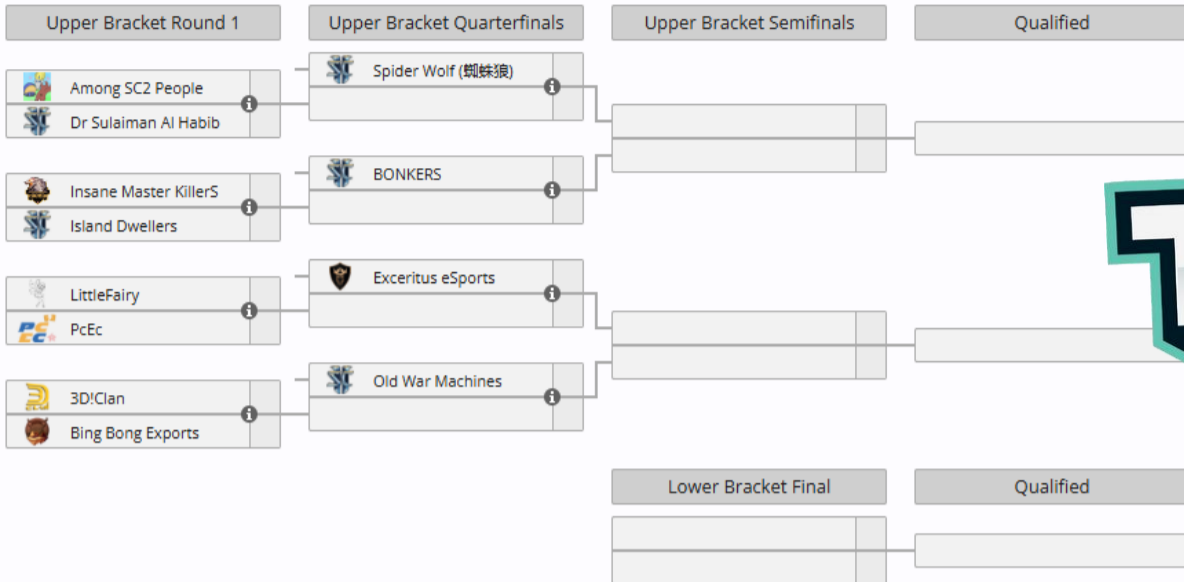 Upper Bracket Round 1
Upper Bracket Quarterfinals
Upper Bracket Semifinals
Qualified
Among SC2 People
Dr Sulaiman Al Habib
Insane Master KillerS
Island Dwellers
LittleFairy
PcEc
3D!Clan
Bing Bong Exports
Spider Wolf (蜘蛛狼)
BONKERS
Exceritus eSports
Old War Machines
Lower Bracket Final
Qualified